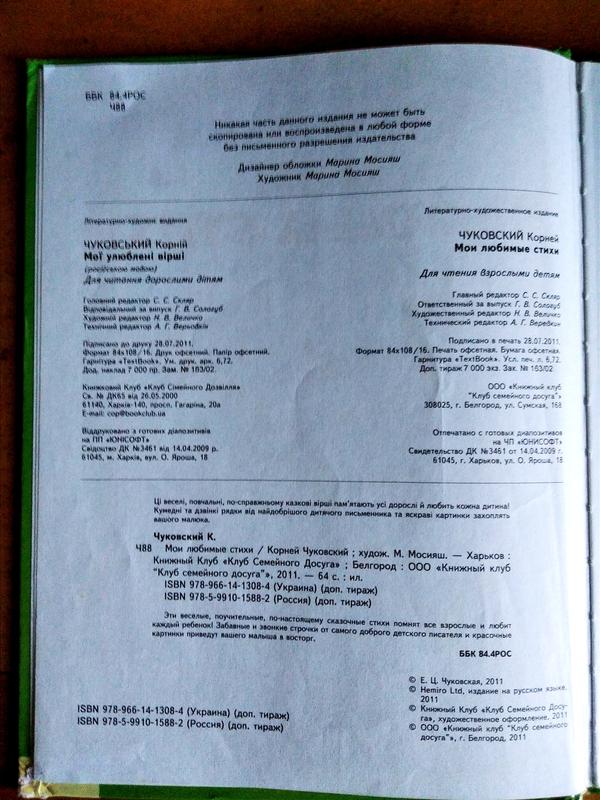 ББК 84.4РОС
Ч88
Никакая часть данного издания не может быть
скопирована или воспроизведена в любой форме
без письменного разрешения издательства
Дизайнер обложки Марина Мосияш
Художник Марина Мосияш
Літературно-художнє видання
ЧУКОВСЬКИЙ Корній
Мої улюблені вірші
(російською мовою)
Для читання дорослими дітям
Головний редактор С. С. Скляр
Відповідальний за випуск Г. В. Сологуб
Художній редактор Н. В. Величко
Технічний редактор А. Г. Верьовкін
Підписано до друку 28.07.2011.
Формат 84х108/16. Друк офсетний. Папір офсетний.
Гарнітура «TextBook». Ум. друк. арк. 6,72.
Дод. наклад 7 000 пр. Зам. № 163/02.
Книжковий Клуб «Клуб Сімейного Дозвілля»
Св. № ДК65 від 26.05.2000
61140, Харків-140, просп. Гагаріна, 20а
E-mail: cop@bookclub.ua
Віддруковано з готових діапозитивів
на ПП «ЮНІСОФТ»
Свідоцтво ДК №3461 від 14.04.2009 р.
61045, м. Харків, вул. О. Яроша, 18
Литературно-художественное издание
ЧУКОВСКИЙ Корней
Мои любимые стихи
Для чтения взрослыми детям
Главный редактор С. С. Скляр
Ответственный за выпуск Г. В. Сологуб
Художественный редактор Н. В. Величко
Технический редактор А. Г. Веревкин
Подписано в печать 28.07.2011.
Формат 84х108/16. Печать офсетная. Бумага офсетная.
Гарнитура «TextBook». Усл. печ. л. 6,72.
Доп. тираж 7 000 экз. Зак. № 163/02.
ООО «Книжный клуб
"Клуб семейного досуга"»
308025, г. Белгород, ул. Сумская, 168
Отпечатано с готовых диапозитивов
на ЧП «ЮНИСОФТ»
Свидетельство ДК №3461 от 14.04.2009 г.
61045, г. Харьков, ул. О. Яроша, 18
Ці веселі, повчальні, по-справжньому казкові вірші пам'ятають усі дорослі й любить кожна дитина!
Кумедні та дзвінкі рядки від найдобрішого дитячого письменника та яскраві картинки захоплять
вашого малюка.
Чуковский К.
Ч88 Мои любимые стихи / Корней Чуковский ; худож. М. Мосияш. — Харьков :
Книжный Клуб «Клуб Семейного Досуга» ; Белгород : ООО «Книжный клуб
"Клуб семейного досуга"», 2011. — 64 с. : ил.
ISBN 978-966-14-1308-4 (Украина) (доп. тираж)
ISBN 978-5-9910-1588-2 (Россия) (доп. тираж)
Эти веселые, поучительные, по-настоящему сказочные стихи помнят все взрослые и любит
каждый ребенок! Забавные и звонкие строчки от самого доброго детского писателя и красочные
картинки приведут вашего малыша в восторг.
ББК 84.4РОС
ISBN 978-966-14-1308-4 (Украина) (доп. тираж)
ISBN 978-5-9910-1588-2 (Россия) (доп. тираж)
© Е. Ц. Чуковская, 2011
© Hemiro Ltd, издание на русском языке,
2011
© Книжный Клуб «Клуб Семейного Досу-
га», художественное оформление, 2011
© ООО «Книжный клуб "Клуб семейного
досуга"», г. Белгород, 2011